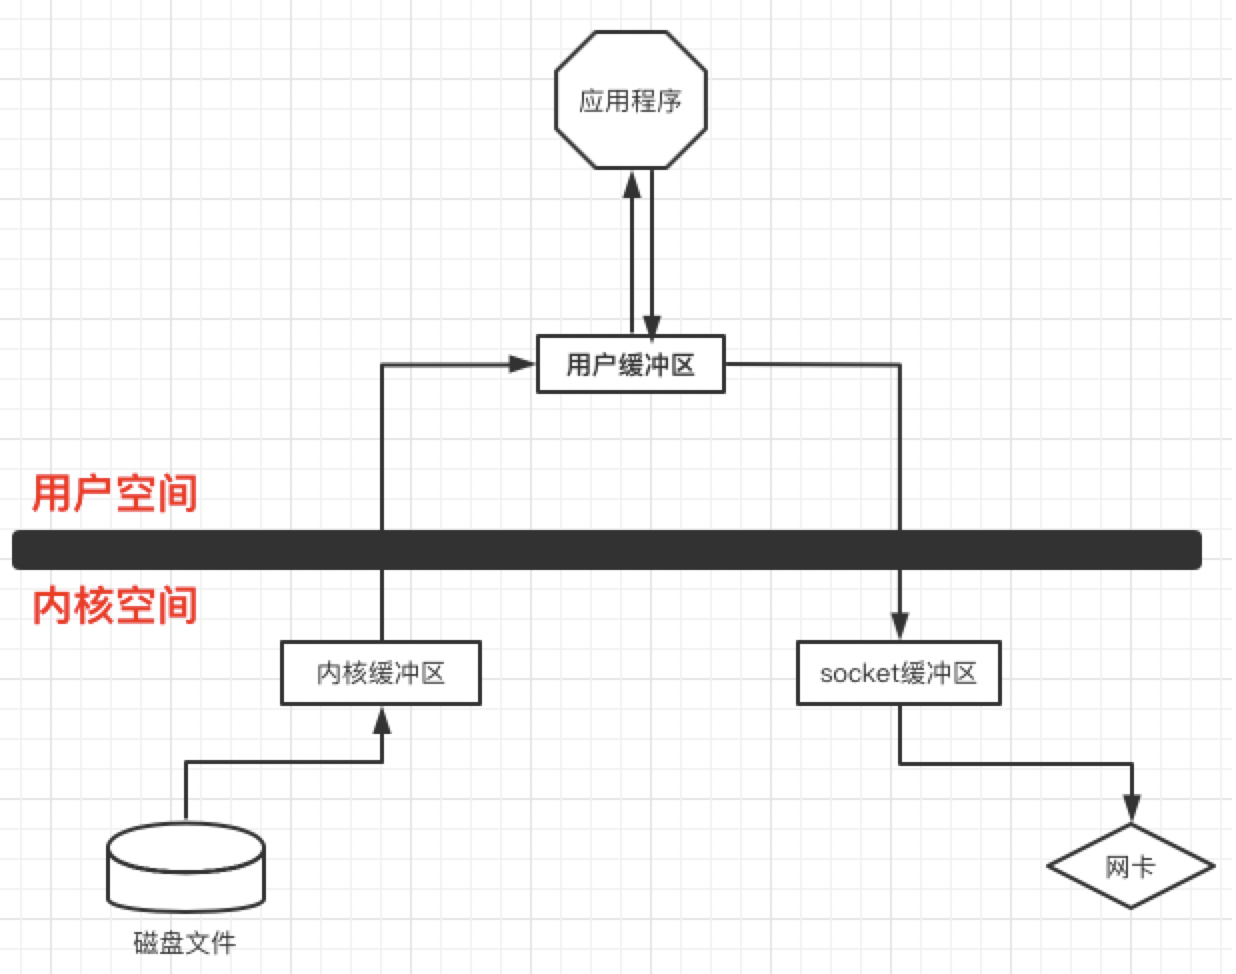 应用程序
用户缓冲区
用户空间
内核空间
内核缓冲区
socket缓冲区
网卡
磁盘文件